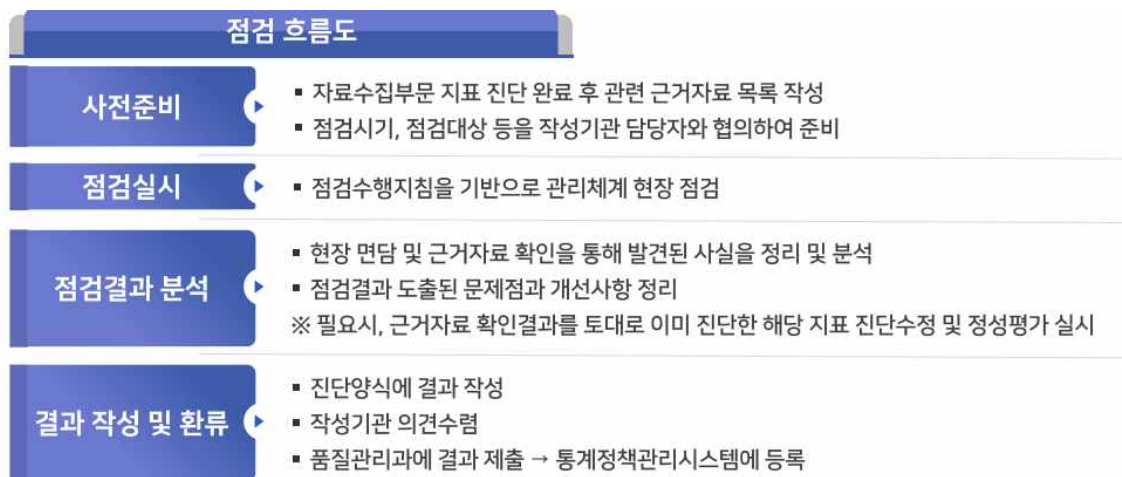 점검 흐름도
사전준비
▪ 자료수집부문 지표 진단 완료 후 관련 근거자료 목록 작성
▪ 점검시기, 점검대상 등을 작성기관 담당자와 협의하여 준비
점검실시
▪ 점검수행지침을 기반으로 관리체계 현장 점검
점검결과 분석
▪ 현장 면담 및 근거자료 확인을 통해 발견된 사실을 정리 및 분석
▪ 점검결과 도출된 문제점과 개선사항 정리
※ 필요시, 근거자료 확인결과를 토대로 이미 진단한 해당 지표 진단수정 및 정성평가 실시
결과 작성 및 환류
▪ 진단양식에 결과 작성
▪ 작성기관 의견수렴
▪ 품질관리과에 결과 제출 → 통계정책관리시스템에 등록